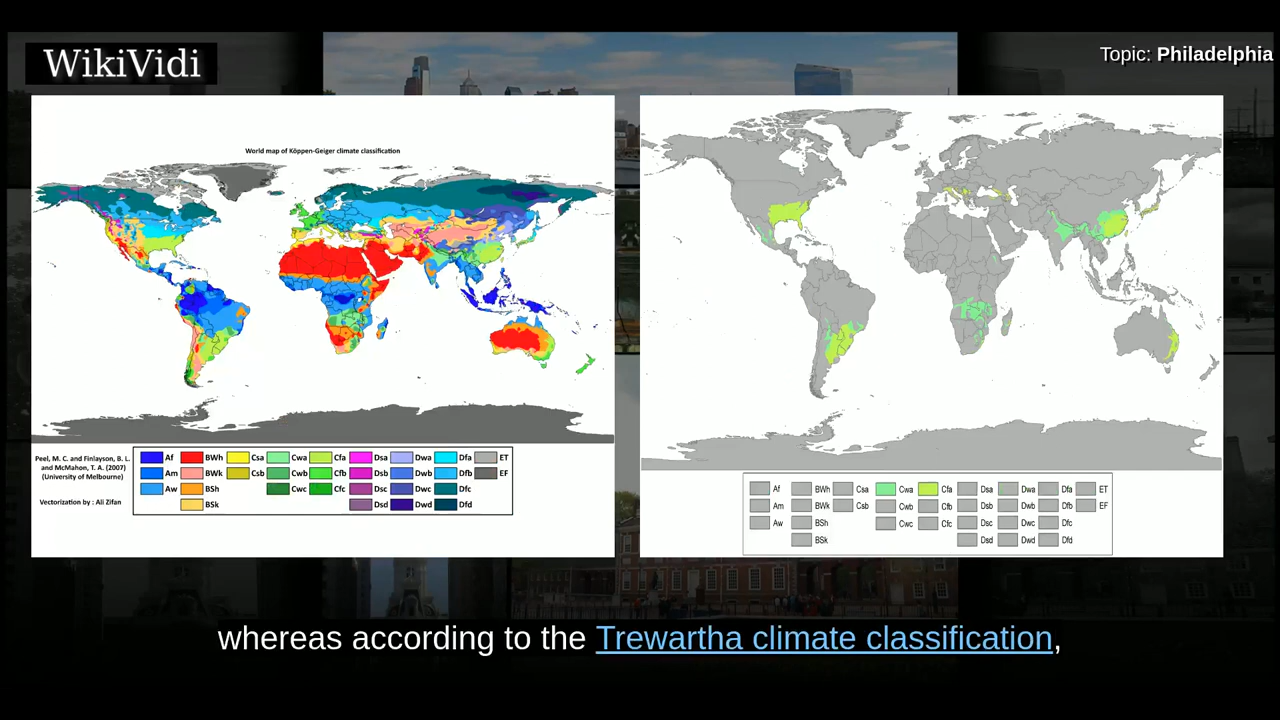 WikiVidi
Topic: Philadelphia
World map of Köppen-Geiger climate classification
Peel, M. C. and Finlayson, B. L.
and McMahon, T. A. (2007)
(University of Melbourne)
Vectorization by : Ali Zifan
Af BWh Csa Cwa Cfa Dsa Dwa Dfa ET
Am BWk Csb Cwb Cfb Dsb Dwb Dfb EF
Aw BSh Cwc Cfc Dsc Dwc Dfc
BSk Dsd Dwd Dfd
Af BWh Csa Cwa Cfa Dsa Dwa Dfa ET
Am BWk Csb Cwb Cfb Dsb Dwb Dfb EF
Aw BSh Cwc Cfc Dsc Dwc Dfc
BSk Dsd Dwd Dfd
whereas according to the Trewartha climate classification,